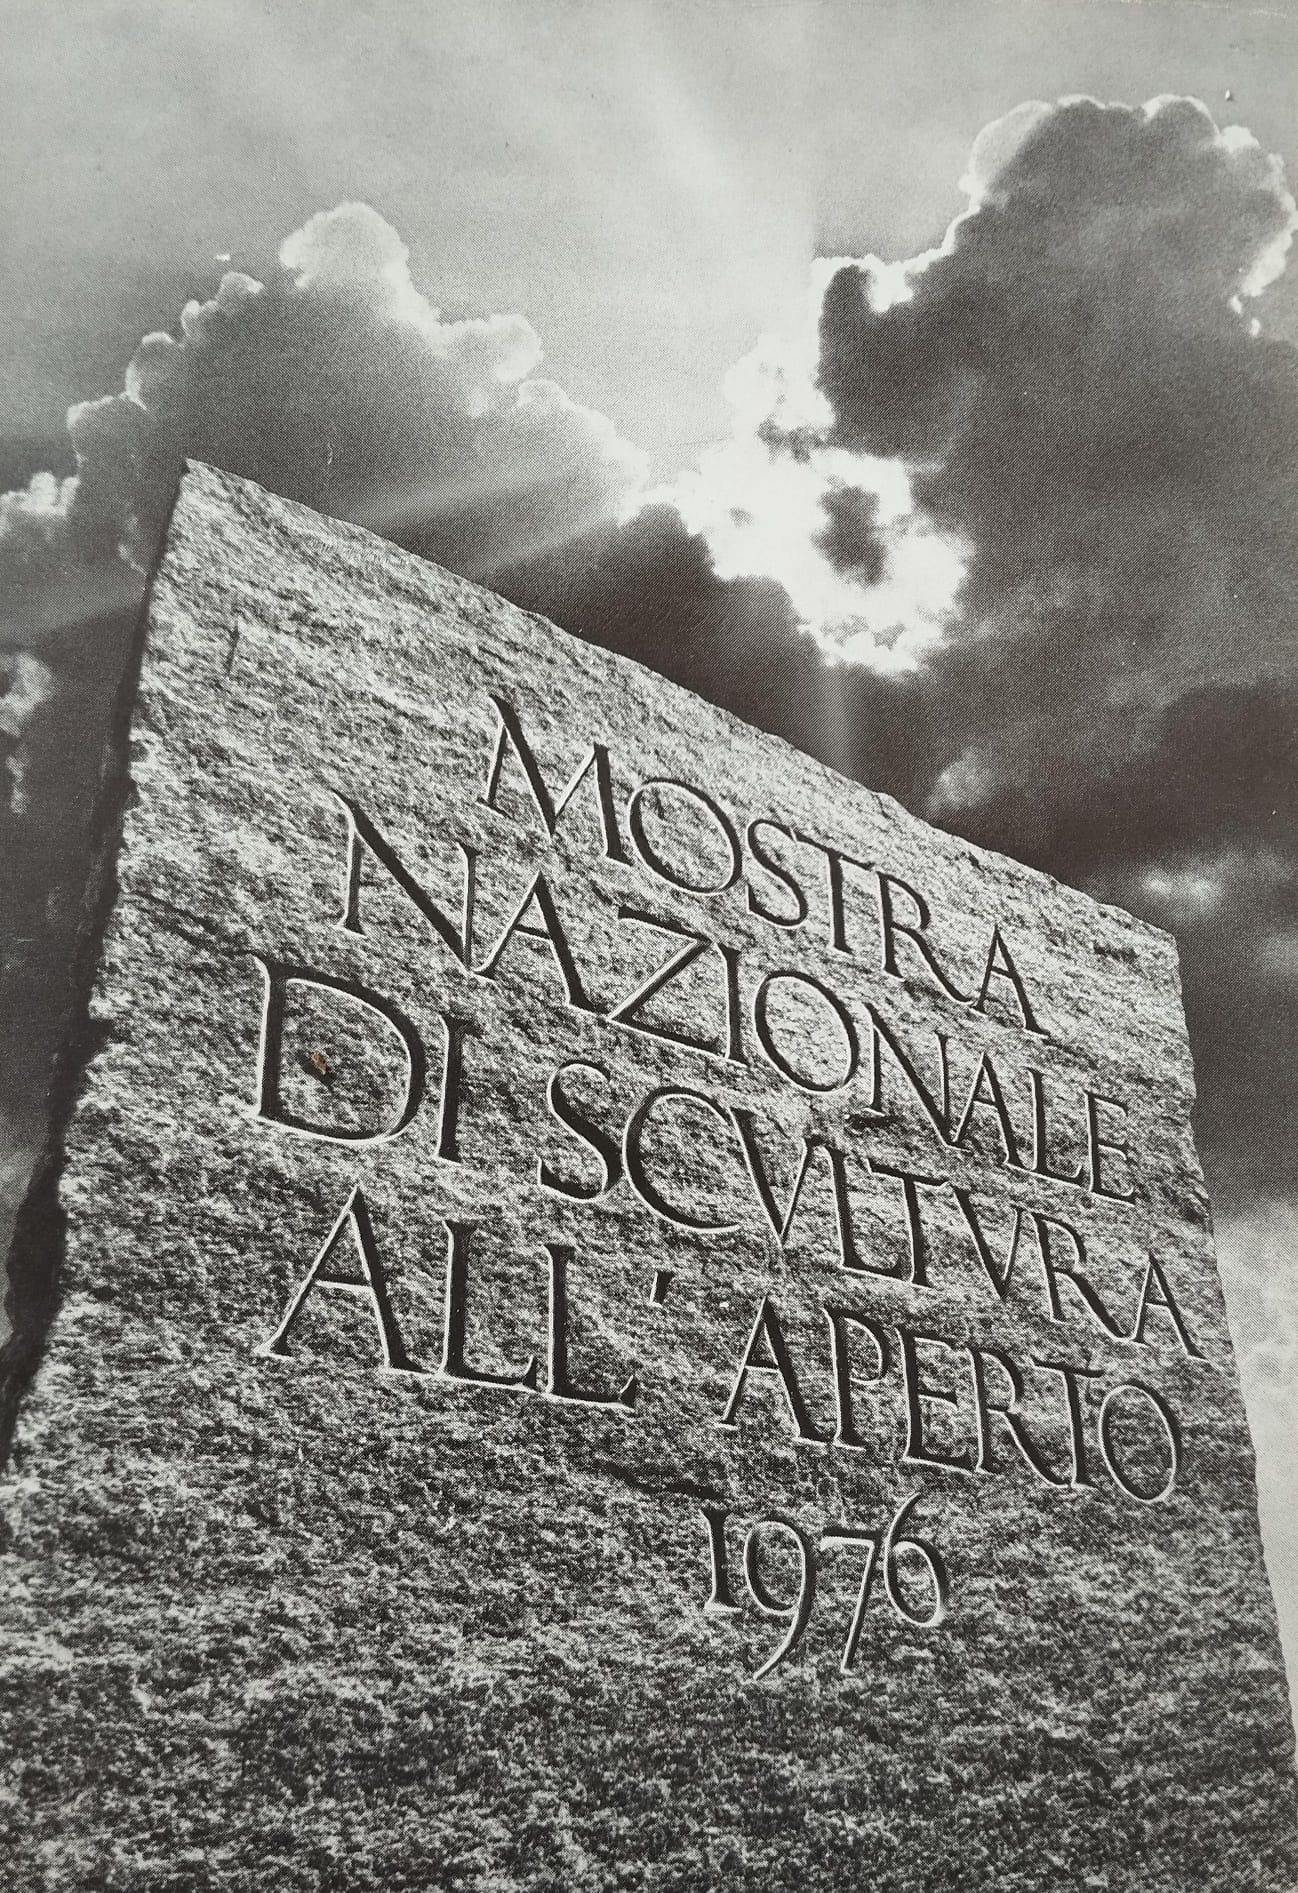 MOSTRA
NAZIONALE
DI SCVLTVRA
ALL'APERTO
1976